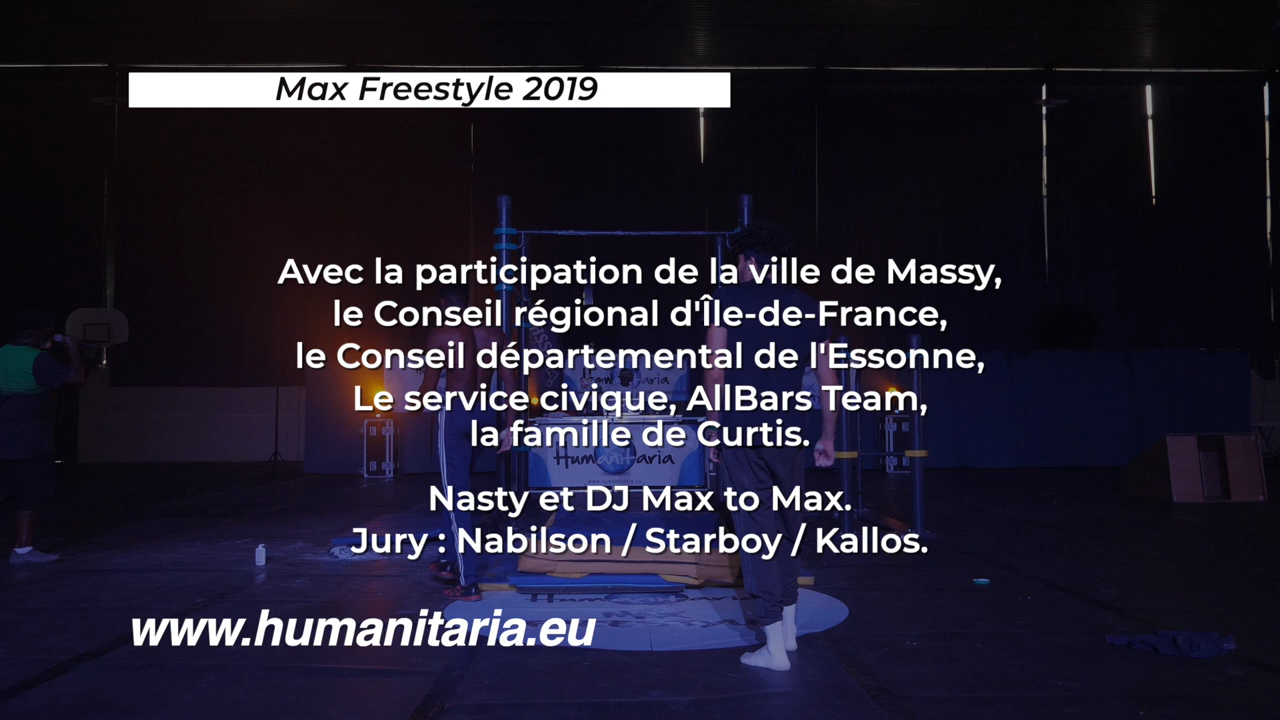 Max Freestyle 2019
Avec la participation de la ville de Massy,
le Conseil régional d'Île-de-France,
le Conseil départemental de l'Essonne,
Le service civique, AllBars Team,
la famille de Curtis.
Humanitaria
Nasty et DJ Max to Max.
Jury : Nabilson / Starboy / Kallos.
www.humanitaria.eu